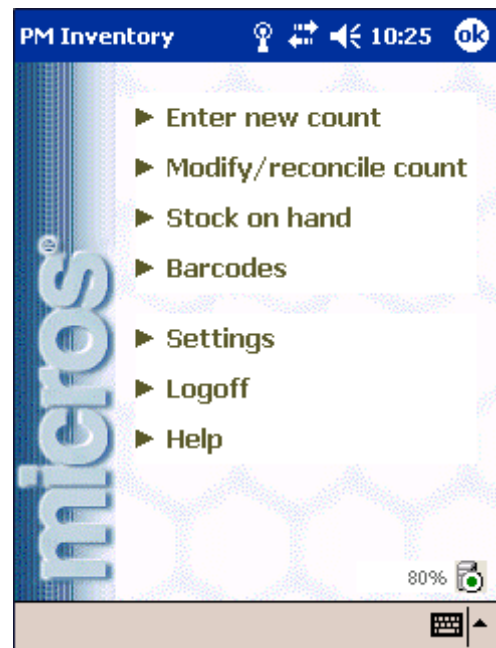 PM Inventory 10:25 ok
Enter new count
Modify/reconcile count
Stock on hand
Barcodes
Settings
Logoff
Help
micros®
80%